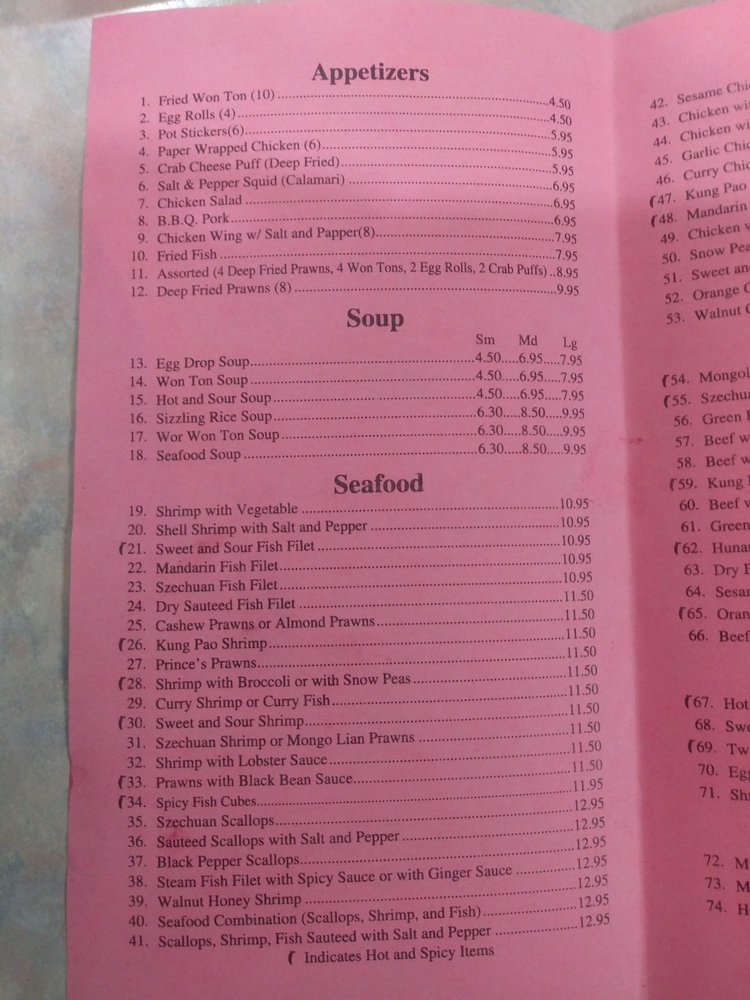 Appetizers
1. Fried Won Ton (10) 4.50
2. Egg Rolls (4) 4.50
3. Pot Stickers(6) 5.95
4. Paper Wrapped Chicken (6) 5.95
5. Crab Cheese Puff (Deep Fried) 5.95
6. Salt & Pepper Squid (Calamari) 6.95
7. Chicken Salad 6.95
8. B.B.Q. Pork 6.95
9. Chicken Wing w/ Salt and Papper(8) 7.95
10. Fried Fish 7.95
11. Assorted (4 Deep Fried Prawns, 4 Won Tons, 2 Egg Rolls, 2 Crab Puffs) 8.95
12. Deep Fried Prawns (8) 9.95
Soup
Sm Md Lg
13. Egg Drop Soup 4.50 6.95 7.95
14. Won Ton Soup 4.50 6.95 7.95
15. Hot and Sour Soup 4.50 6.95 7.95
16. Sizzling Rice Soup 6.30 8.50 9.95
17. Wor Won Ton Soup 6.30 8.50 9.95
18. Seafood Soup 6.30 8.50 9.95
Seafood
19. Shrimp with Vegetable 10.95
20. Shell Shrimp with Salt and Pepper 10.95
21. Sweet and Sour Fish Filet 10.95
22. Mandarin Fish Filet 10.95
23. Szechuan Fish Filet 10.95
24. Dry Sauteed Fish Filet 11.50
25. Cashew Prawns or Almond Prawns 11.50
26. Kung Pao Shrimp 11.50
27. Prince's Prawns 11.50
28. Shrimp with Broccoli or with Snow Peas 11.50
29. Curry Shrimp or Curry Fish 11.50
30. Sweet and Sour Shrimp 11.50
31. Szechuan Shrimp or Mongo Lian Prawns 11.50
32. Shrimp with Lobster Sauce 11.50
33. Prawns with Black Bean Sauce 11.50
34. Spicy Fish Cubes 11.95
35. Szechuan Scallops 12.95
36. Sauteed Scallops with Salt and Pepper 12.95
37. Black Pepper Scallops 12.95
38. Steam Fish Filet with Spicy Sauce or with Ginger Sauce 12.95
39. Walnut Honey Shrimp 12.95
40. Seafood Combination (Scallops, Shrimp, and Fish) 12.95
41. Scallops, Shrimp, Fish Sauteed with Salt and Pepper 12.95
Indicates Hot and Spicy Items
42. Sesame Chi
43. Chicken wi
44. Chicken wi
45. Garlic Chic
46. Curry Chic
47. Kung Pao
48. Mandarin
49. Chicken
50. Snow Pea
51. Sweet an
52. Orange
53. Walnut
54. Mongol
55. Szechua
56. Green
57. Beef w
58. Beef w
59. Kung
60. Beef
61. Green
62. Huna
63. Dry
64. Sesa
65. Oran
66. Beef
67. Hot
68. Swe
69. Tw
70. Egg
71. Sh
72. M
73. M
74. H